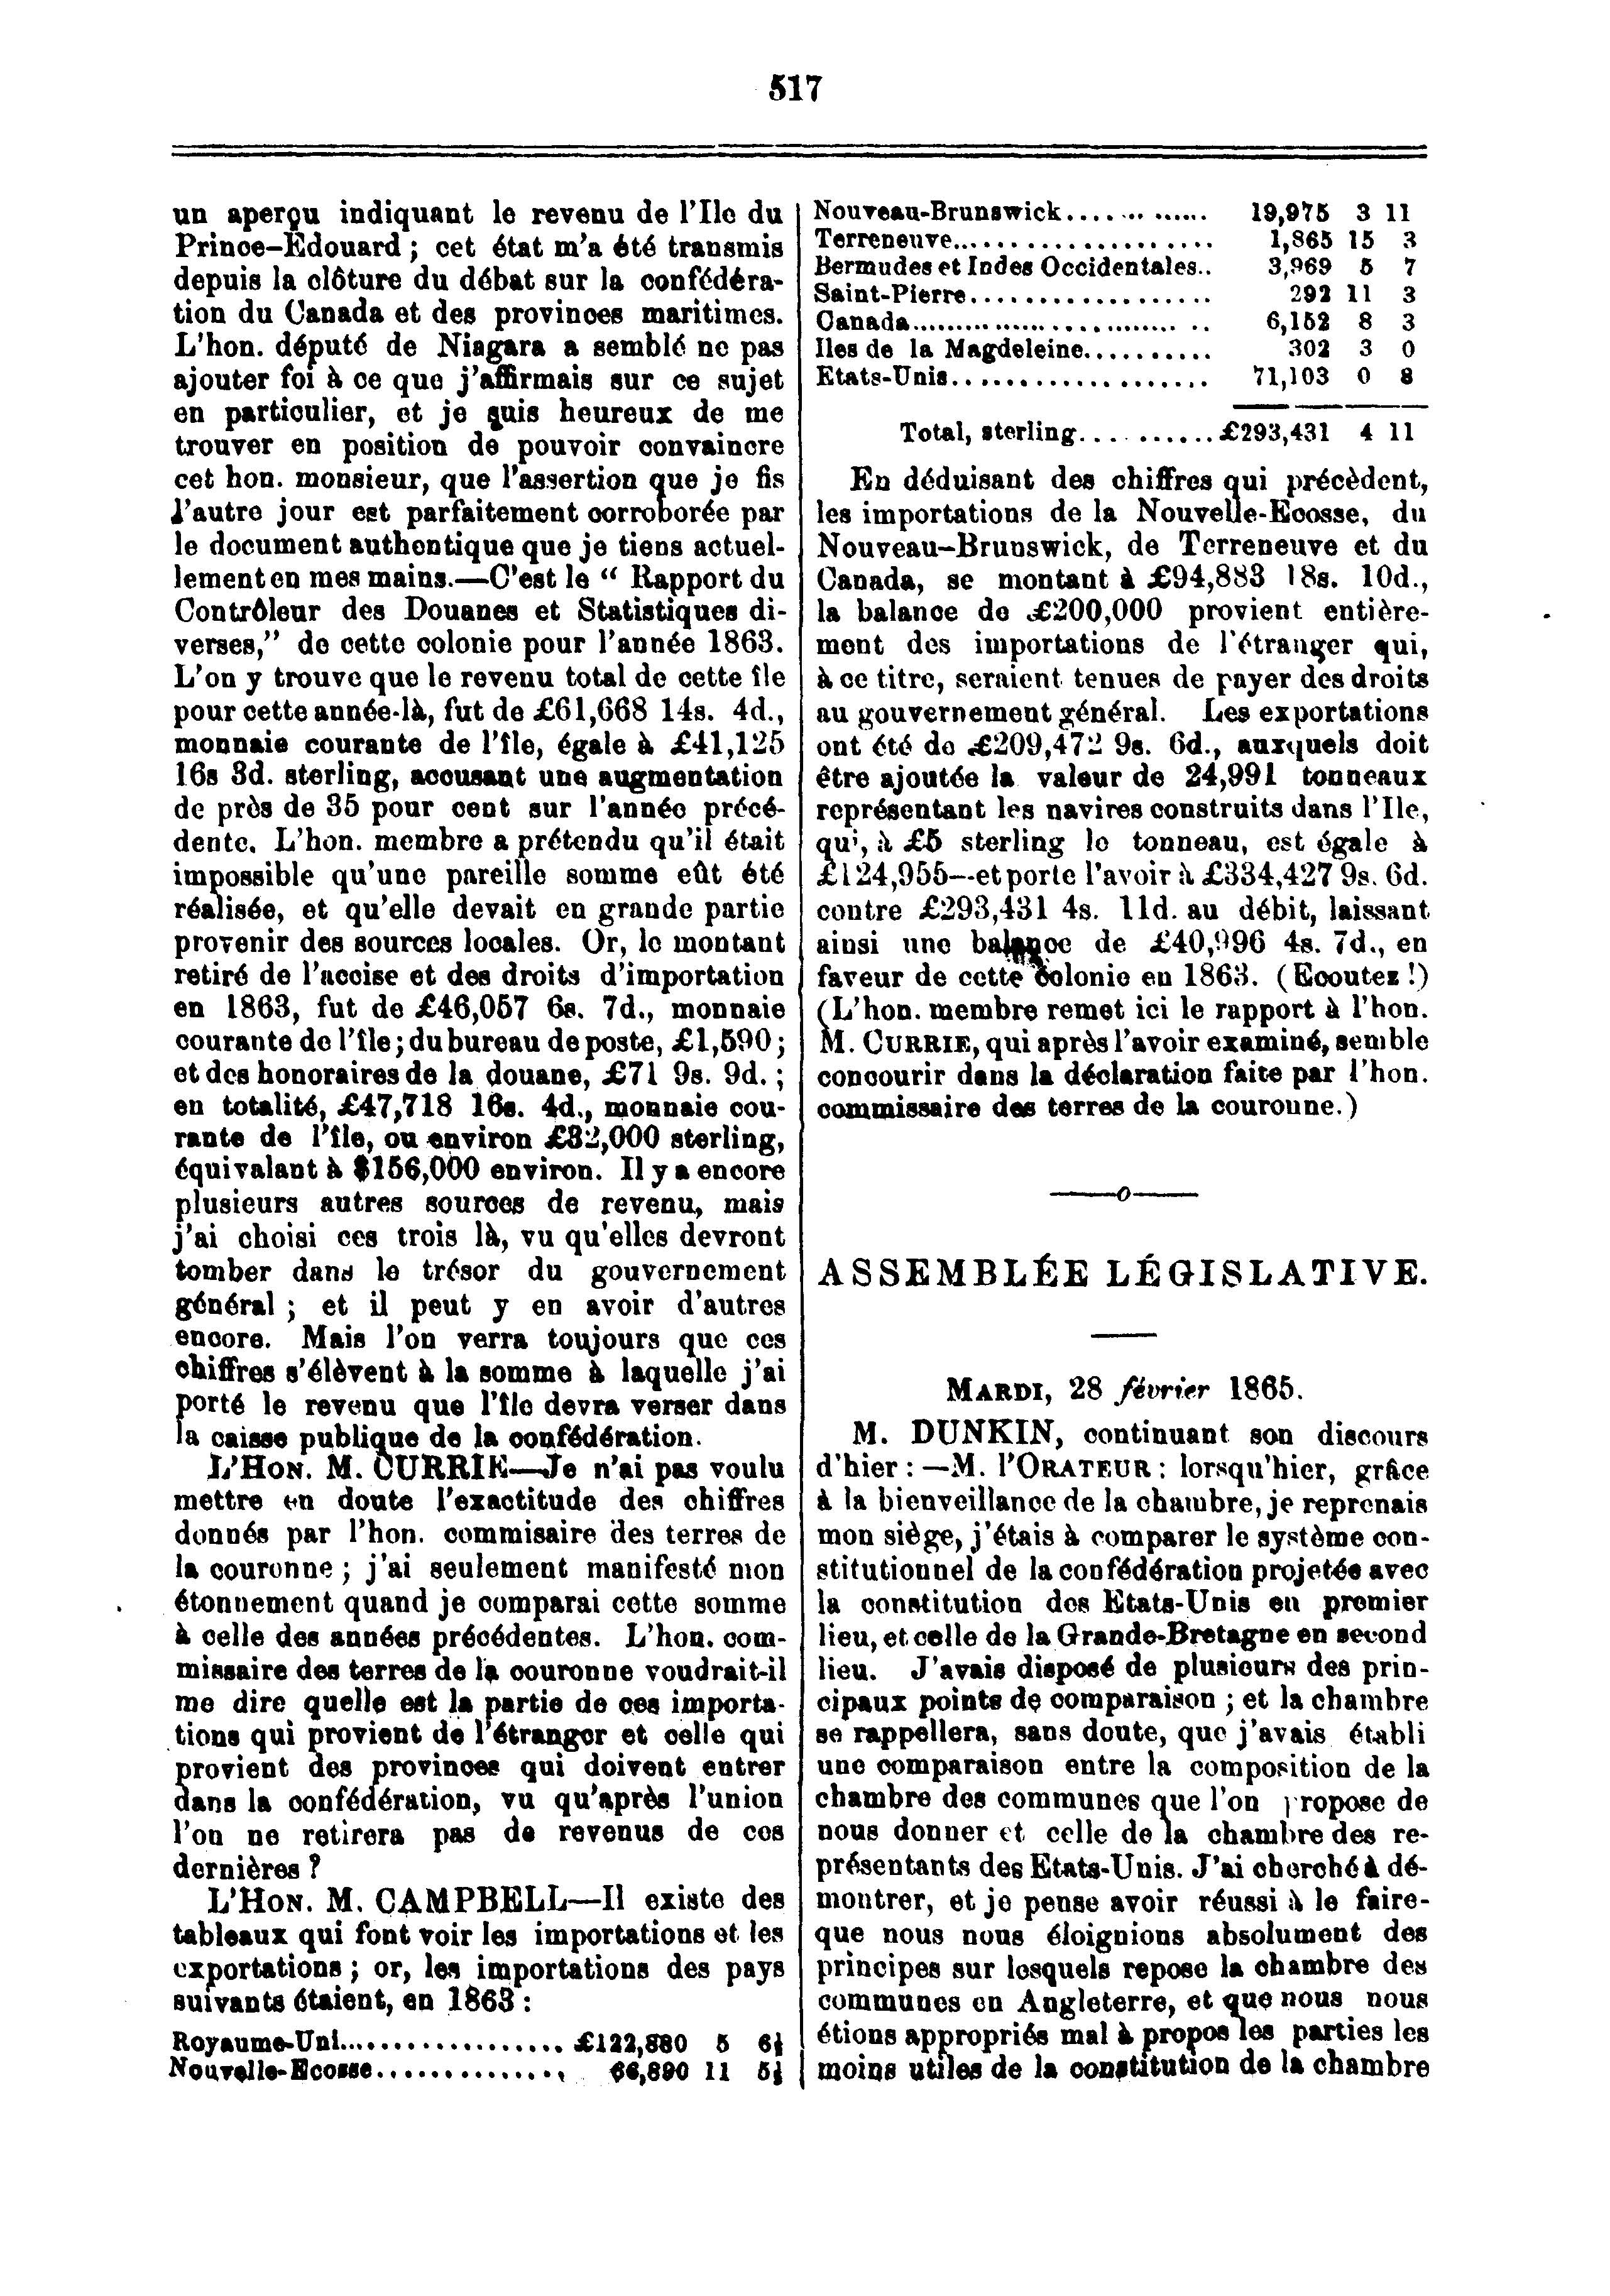 517
un aperçu indiquant le revenu de l'Ile du
Prince-Edouard ; cet état m'a été transmis
depuis la clôture du débat sur la confédéra-
tion du Canada et des provinces maritimes.
L'hon. député de Niagara a semblé ne pas
ajouter foi à ce que j'affirmais sur ce sujet
en particulier, et je suis heureux de me
trouver en position de pouvoir convaincre
cet hon. monsieur, que l'assertion que je fis
l'autre jour est parfaitement corroborée par
le document authentique que je tiens actuel-
lement en mes mains.—C'est le “ Rapport du
Contrôleur des Douanes et Statistiques di-
verses,” de cette colonie pour l'année 1863.
L'on y trouve que le revenu total de cette île
pour cette année-là, fut de £61,668 14s. 4d.,
monnaie courante de l'île, égale à £41,125
16s 3d. sterling, accusant une augmentation
de près de 35 pour cent sur l'année précé-
dente. L'hon. membre a prétendu qu'il était
impossible qu'une pareille somme eût été
réalisée, et qu'elle devait en grande partie
provenir des sources locales. Or, le montant
retiré de l'accise et des droits d'importation
en 1863, fut de £46,057 6s. 7d., monnaie
courante de l'île ; du bureau de poste, £1,590 ;
et des honoraires de la douane, £71 9s. 9d. ;
en totalité, £47,718 16s. 4d., monnaie cou-
rante de l'île, ou environ £32,000 sterling,
équivalant à $156,000 environ. Il y a encore
plusieurs autres sources de revenu, mais
j'ai choisi ces trois là, vu qu'elles devront
tomber dans le trésor du gouvernement
général ; et il peut y en avoir d'autres
encore. Mais l'on verra toujours que ces
chiffres s'élèvent à la somme à laquelle j'ai
porté le revenu que l'île devra verser dans
la caisse publique de la confédération.
L'HON. M. CURRIE—Je n'ai pas voulu
mettre en doute l'exactitude des chiffres
donnés par l'hon. commisaire des terres de
la couronne ; j'ai seulement manifesté mon
étonnement quand je comparai cette somme
à celle des années précédentes. L'hon. com-
missaire des terres de la couronne voudrait-il
me dire quelle est la partie de ces importa-
tions qui provient de l'étranger et celle qui
provient des provinces qui doivent entrer
dans la confédération, vu qu'après l'union
l'on ne retirera pas de revenus de ces
dernières ?
L'HON. M. CAMPBELL—Il existe des
tableaux qui font voir les importations et les
exportations ; or, les importations des pays
suivants étaient, en 1863 :
Royaume-Uni.................. £122,880 5 6½
Nouvelle-Ecosse.............. 66,890 11 5½
Nouveau-Brunswick............ 19,975 3 11
Terreneuve................... 1,865 15 3
Bermudes et Indes Occidentales.. 3,969 5 7
Saint-Pierre.................. 292 11 3
Canada........................ 6,152 8 3
Iles de la Magdeleine.......... 302 3 0
Etats-Unis................... 71,103 0 8
Total, sterling.............£293,431 4 11
En déduisant des chiffres qui précèdent,
les importations de la Nouvelle-Ecosse, du
Nouveau-Brunswick, de Terreneuve et du
Canada, se montant à £94,883 18s. 10d.,
la balance de £200,000 provient entière-
ment des importations de l'étranger qui,
à ce titre, seraient tenues de payer des droits
au gouvernement général. Les exportations
ont été de £209,472 9s. 6d., auxquels doit
être ajoutée la valeur de 24,991 tonneaux
représentant les navires construits dans l'Ile,
qui, à £5 sterling le tonneau, est égale à
£124,955—et porte l'avoir à £334,427 9s. 6d.
contre £293,431 4s. 11d. au débit, laissant
ainsi une balance de £40,996 4s. 7d., en
faveur de cette colonie en 1863. (Ecoutez !)
(L'hon. membre remet ici le rapport à l'hon.
M. CURRIE, qui après l'avoir examiné, semble
concourir dans la déclaration faite par l'hon.
commissaire des terres de la couronne.)
ASSEMBLÉE LÉGISLATIVE.
MARDI, 28 février 1865.
M. DUNKIN, continuant son discours
d'hier : —M. l'ORATEUR : lorsqu'hier, grâce
à la bienveillance de la chambre, je reprenais
mon siège, j'étais à comparer le système con-
stitutionnel de la confédération projetée avec
la constitution des Etats-Unis en premier
lieu, et celle de la Grande-Bretagne en second
lieu. J'avais disposé de plusieurs des prin-
cipaux points de comparaison ; et la chambre
se rappellera, sans doute, que j'avais établi
une comparaison entre la composition de la
chambre des communes que l'on propose de
nous donner et celle de la chambre des re-
présentants des Etats-Unis. J'ai cherché à dé-
montrer, et je pense avoir réussi à le faire-
que nous nous éloignions absolument des
principes sur lesquels repose la chambre des
communes en Angleterre, et que nous nous
étions appropriés mal à propos les parties les
moins utiles de la constitution de la chambre